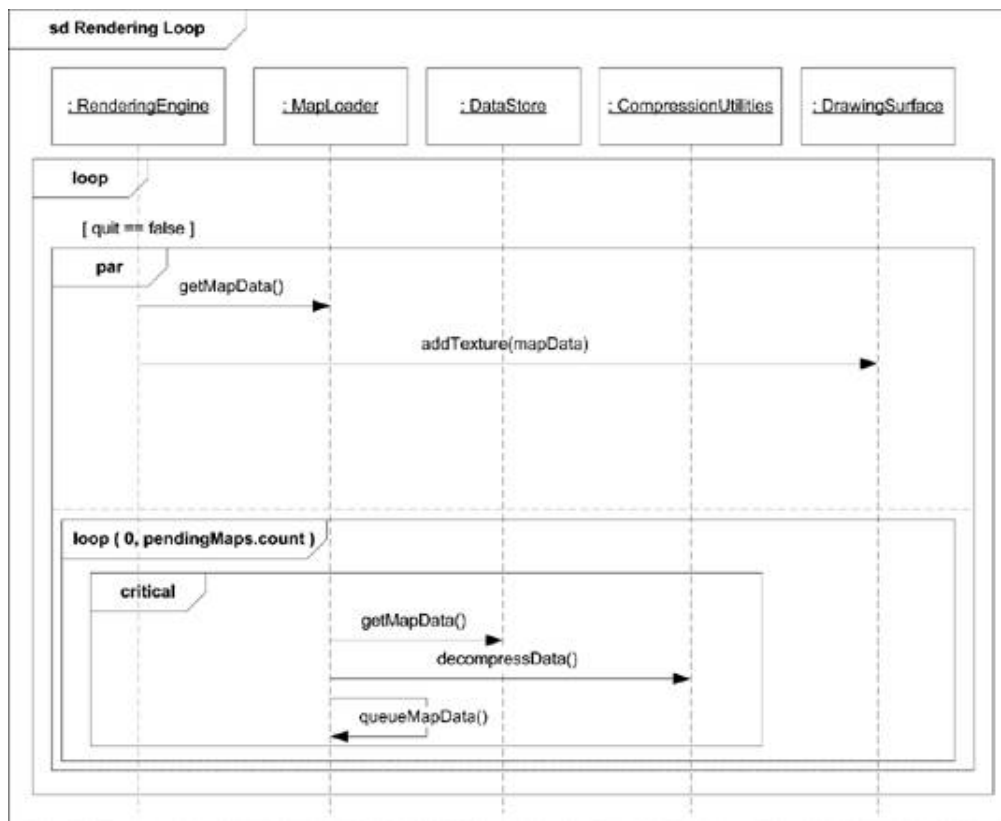 sd Rendering Loop
: RenderingEngine
: MapLoader
: DataStore
: CompressionUtilities
: DrawingSurface
loop
[ quit == false ]
par
getMapData()
addTexture(mapData)
loop ( 0, pendingMaps.count )
critical
getMapData()
decompressData()
queueMapData()